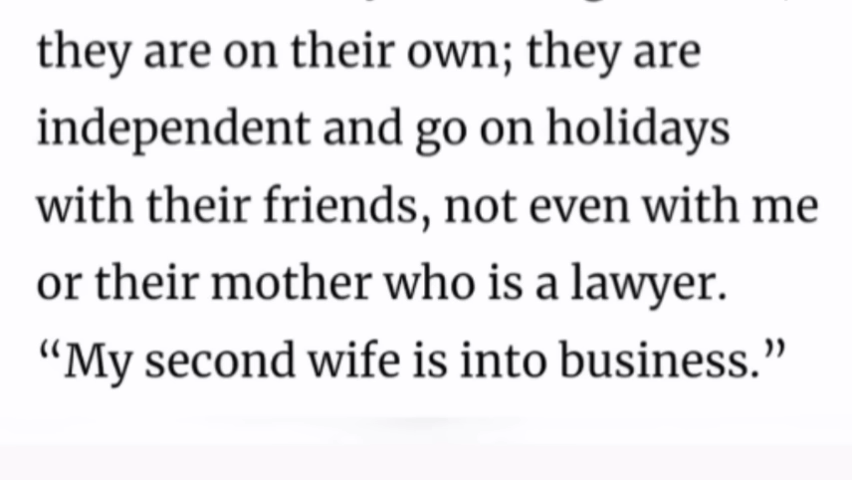 they are on their own; they are
independent and go on holidays
with their friends, not even with me
or their mother who is a lawyer.
“My second wife is into business.”